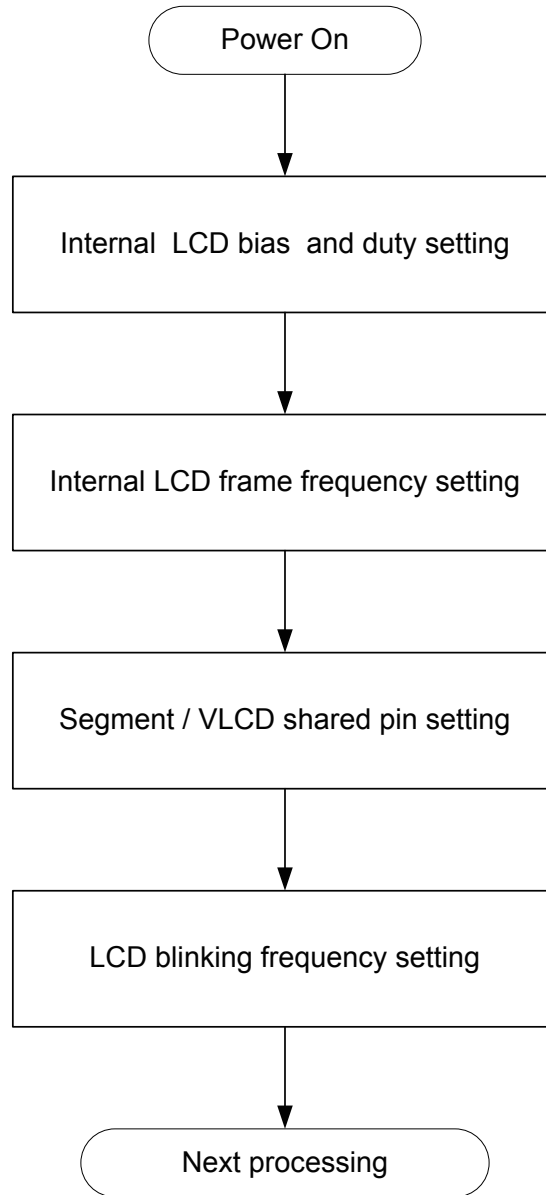 Power On
Internal LCD bias and duty setting
Internal LCD frame frequency setting
Segment / VLCD shared pin setting
LCD blinking frequency setting
Next processing